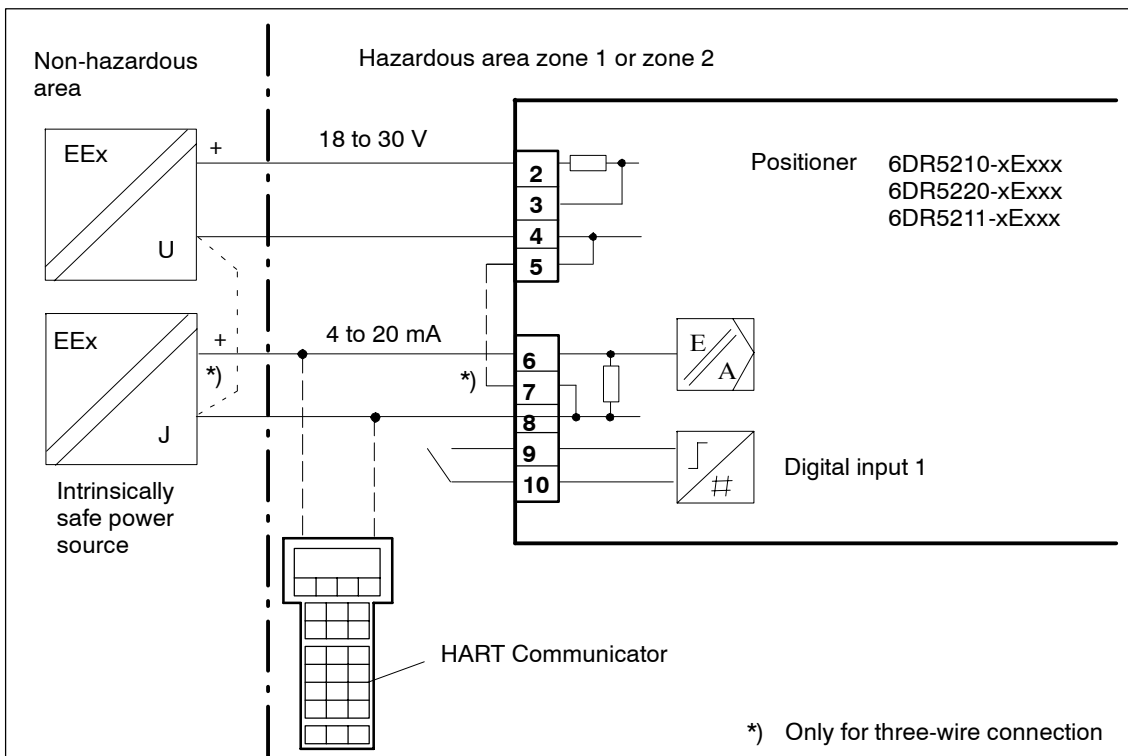 Non-hazardous
area
Hazardous area zone 1 or zone 2
EEx
U
+
18 to 30 V
2
3
4
5
Positioner 6DR5210-xExxx
6DR5220-xExxx
6DR5211-xExxx
EEx
J
+
*)
4 to 20 mA
*)
6
7
8
9
10
E
A
#
Digital input 1
Intrinsically
safe power
source
HART Communicator
*) Only for three-wire connection